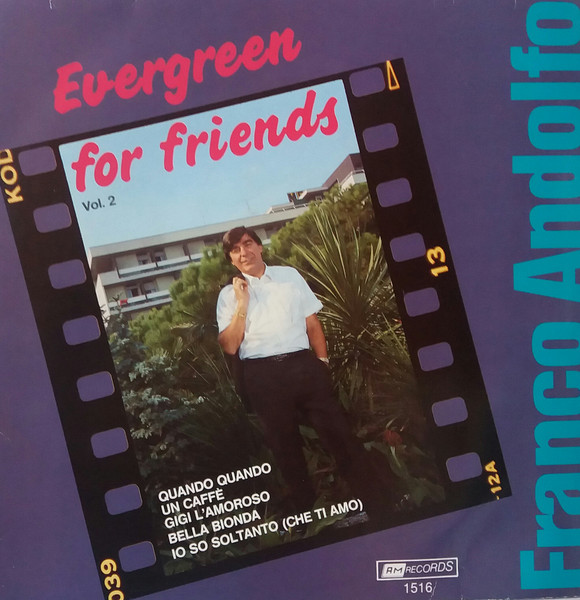 Evergreen
for friends
Vol. 2
Franco Andolfo
KOD
13
12A
039
QUANDO QUANDO
UN CAFFÈ
GIGI L'AMOROSO
BELLA BIONDA
IO SO SOLTANTO (CHE TI AMO)
RM RECORDS
1516